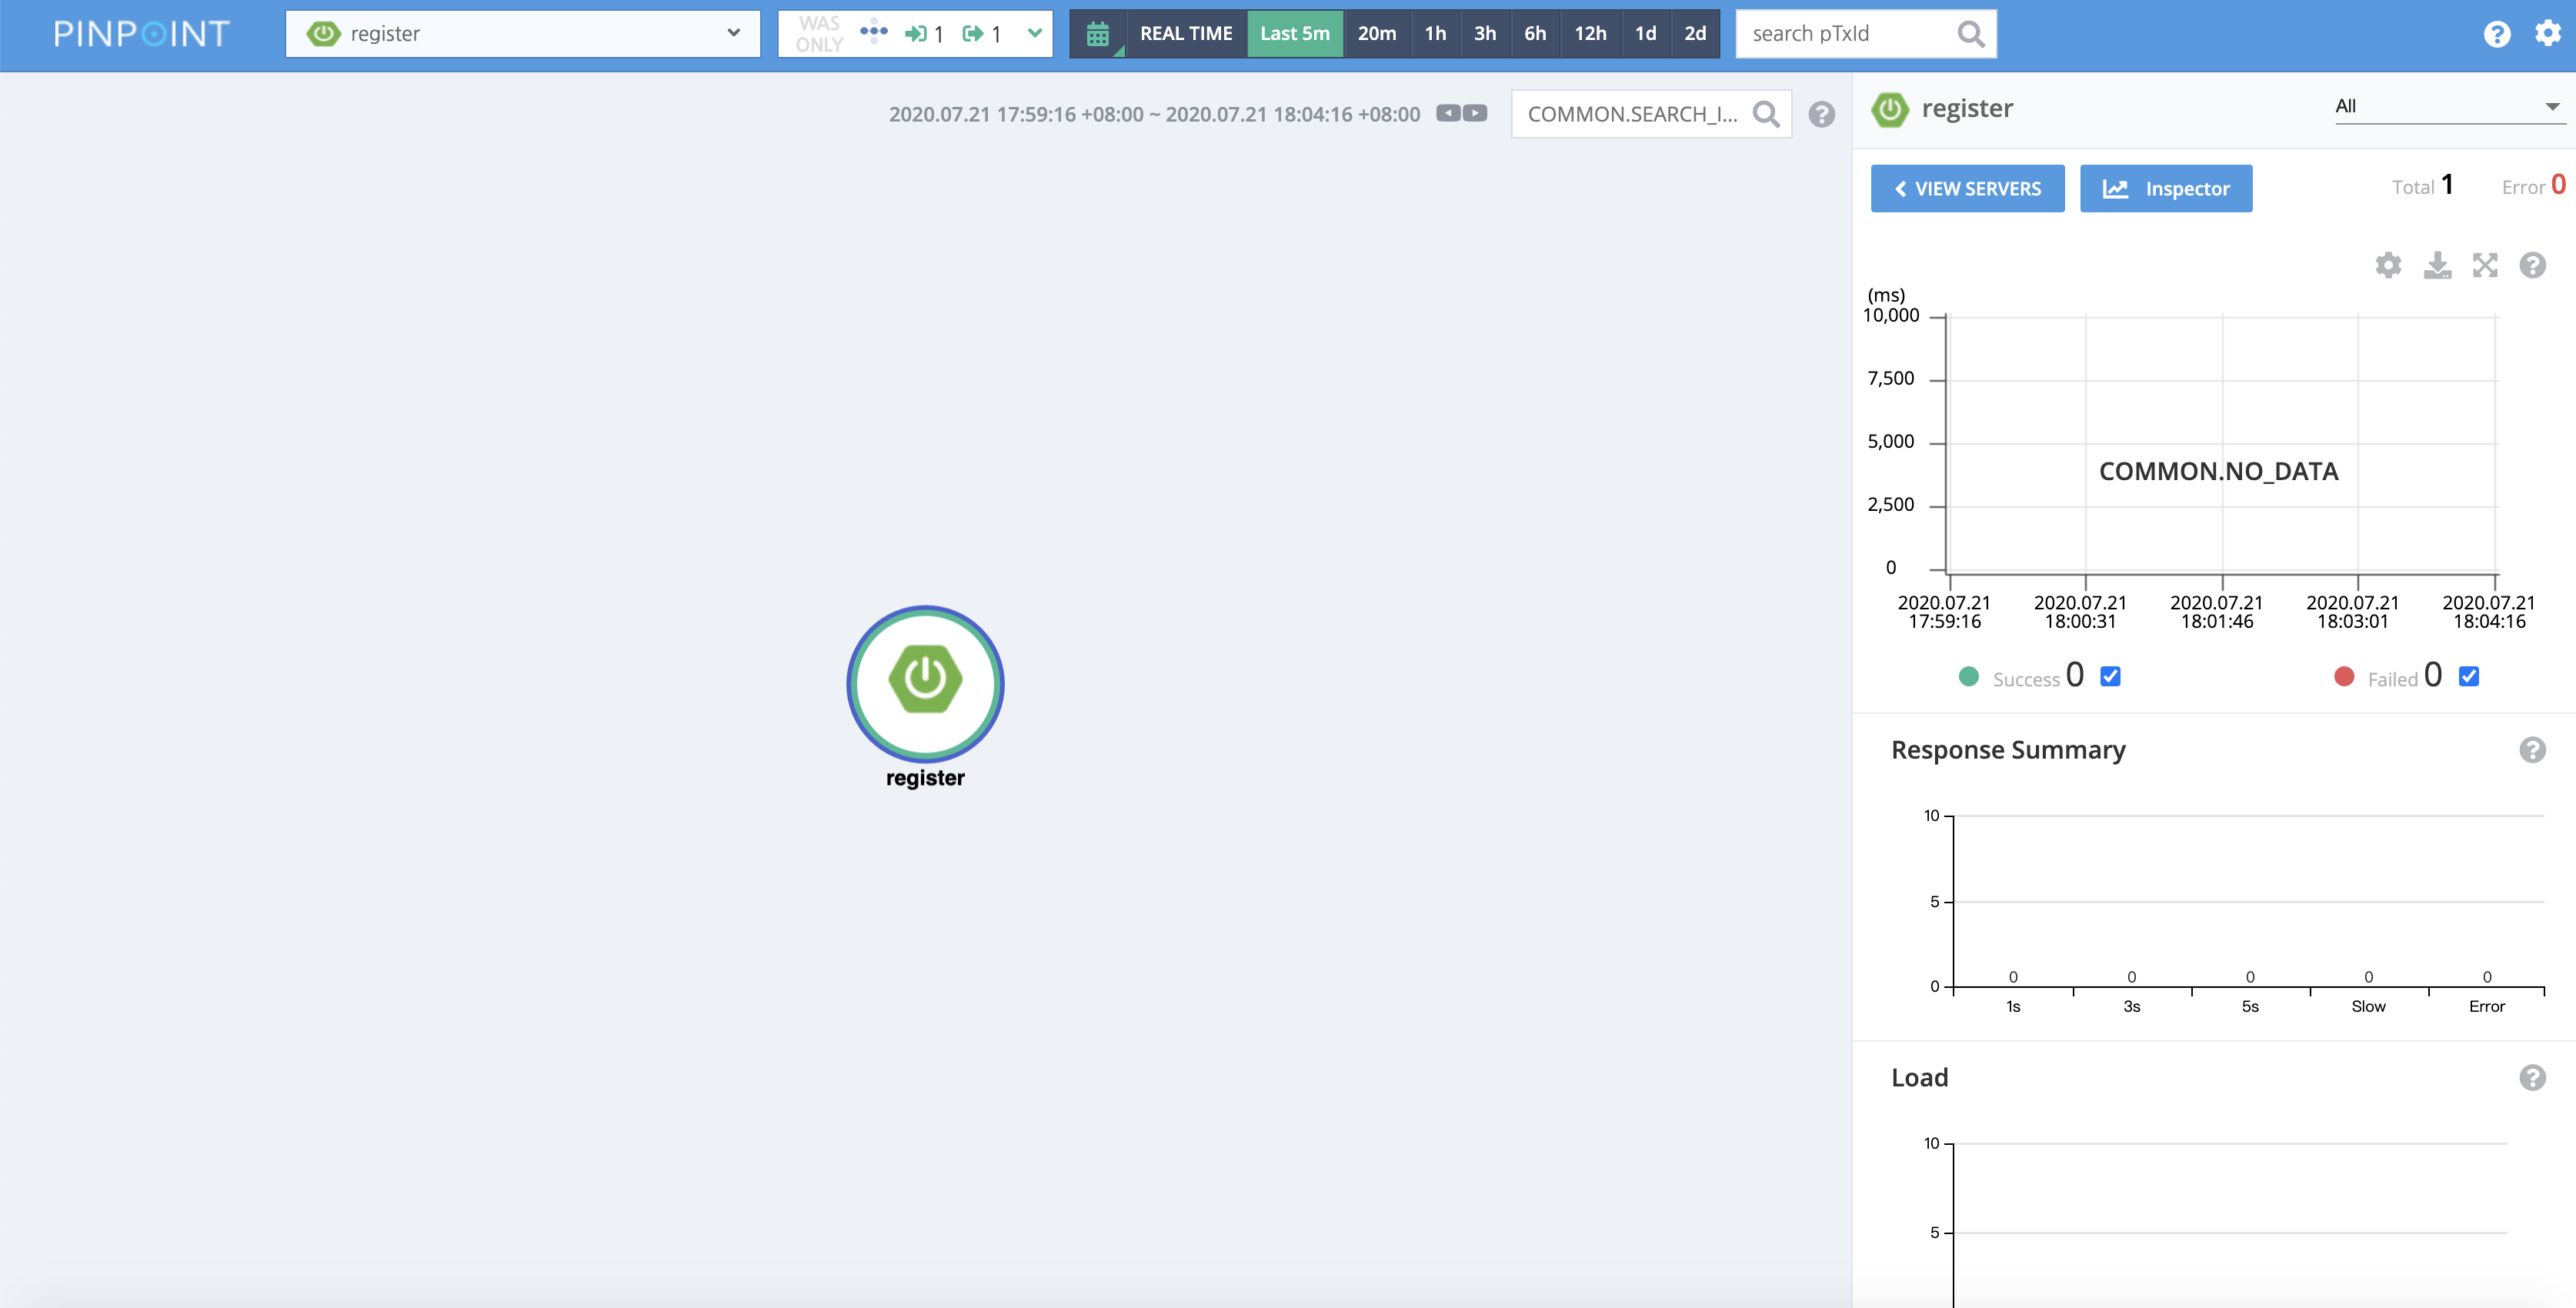 PINPOINT
register
WAS ONLY
1
1
REAL TIME
Last 5m
20m
1h
3h
6h
12h
1d
2d
search pTxId
2020.07.21 17:59:16 +08:00 ~ 2020.07.21 18:04:16 +08:00
COMMON.SEARCH_I...
register
register
All
VIEW SERVERS
Inspector
Total 1
Error 0
(ms)
10,000
7,500
5,000
2,500
0
COMMON.NO_DATA
2020.07.21 17:59:16
2020.07.21 18:00:31
2020.07.21 18:01:46
2020.07.21 18:03:01
2020.07.21 18:04:16
Success 0
Failed 0
Response Summary
10
5
0
0 0 0 0 0
1s 3s 5s Slow Error
Load
10
5